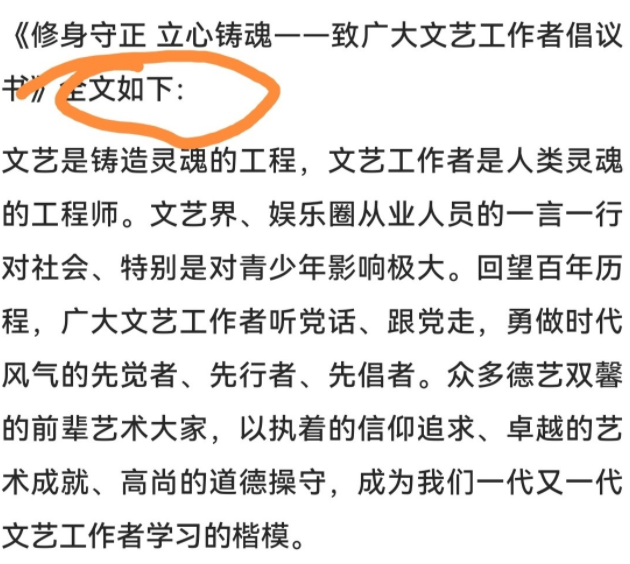 《修身守正 立心铸魂一一致广大文艺工作者倡议
书》全文如下：
文艺是铸造灵魂的工程，文艺工作者是人类灵魂
的工程师。文艺界、娱乐圈从业人员的一言一行
对社会、特别是对青少年影响极大。回望百年历
程，广大文艺工作者听党话、跟党走，勇做时代
风气的先觉者、先行者、先倡者。众多德艺双馨
的前辈艺术大家，以执着的信仰追求、卓越的艺
术成就、高尚的道德操守，成为我们一代又一代
文艺工作者学习的楷模。